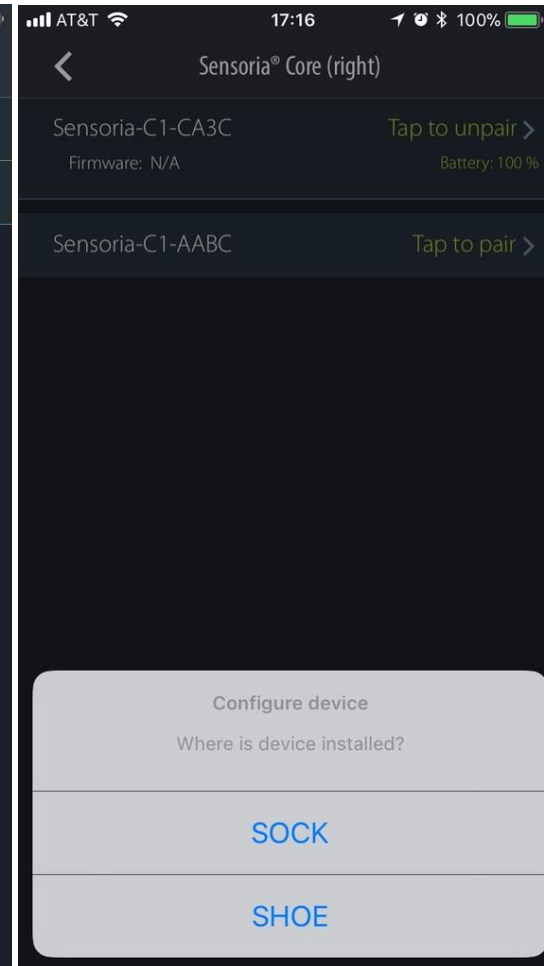 AT&T 17:16 100%
Sensoria® Core (right)
Sensoria-C1-CA3C Tap to unpair >
Firmware: N/A Battery: 100 %
Sensoria-C1-AABC Tap to pair >
Configure device
Where is device installed?
SOCK
SHOE